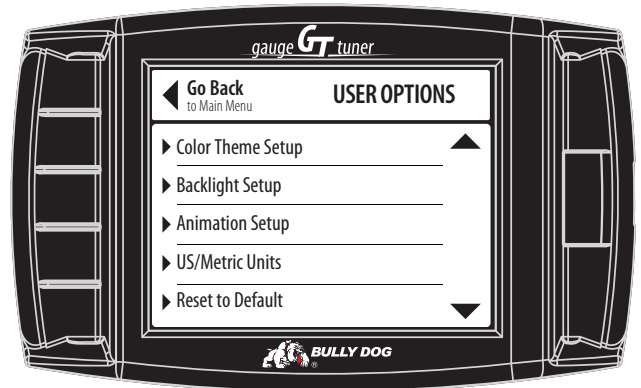 gauge GT tuner
Go Back
to Main Menu
USER OPTIONS
Color Theme Setup
Backlight Setup
Animation Setup
US/Metric Units
Reset to Default
BULLY DOG
®